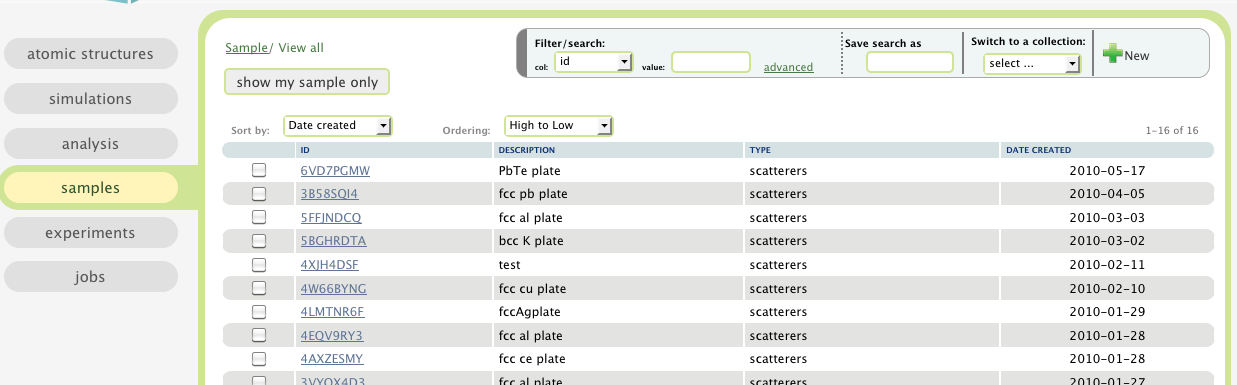 atomic structures
simulations
analysis
samples
experiments
jobs
Sample/ View all
show my sample only
Filter/search:
col: id value: advanced
Save search as
Switch to a collection:
select ...
New
Sort by: Date created Ordering: High to Low 1-16 of 16
ID DESCRIPTION TYPE DATE CREATED
6VD7PGMW PbTe plate scatterers 2010-05-17
3B58SQI4 fcc pb plate scatterers 2010-04-05
5FFJNDCQ fcc al plate scatterers 2010-03-03
5BGHRDTA bcc K plate scatterers 2010-03-02
4XJH4DSF test scatterers 2010-02-11
4W66BYNG fcc cu plate scatterers 2010-02-10
4LMTNR6F fccAgplate scatterers 2010-01-29
4EQV9RY3 fcc al plate scatterers 2010-01-28
4AXZESMY fcc ce plate scatterers 2010-01-28
3VYOX4D3 fcc al plate scatterers 2010-01-27